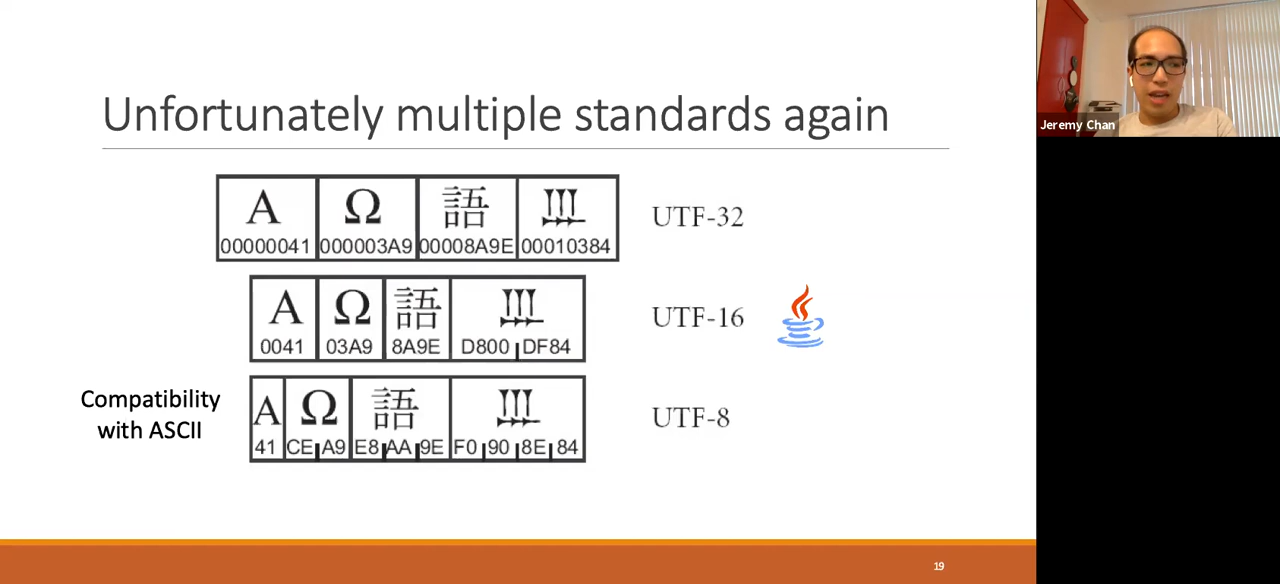 Unfortunately multiple standards again
Jeremy Chan
A Ω 語 𐎄
00000041 000003A9 00008A9E 00010384
UTF-32
A Ω 語 𐎄
0041 03A9 8A9E D800 DF84
UTF-16
Compatibility
with ASCII
A Ω 語 𐎄
41 CE A9 E8 AA 9E F0 90 8E 84
UTF-8
19